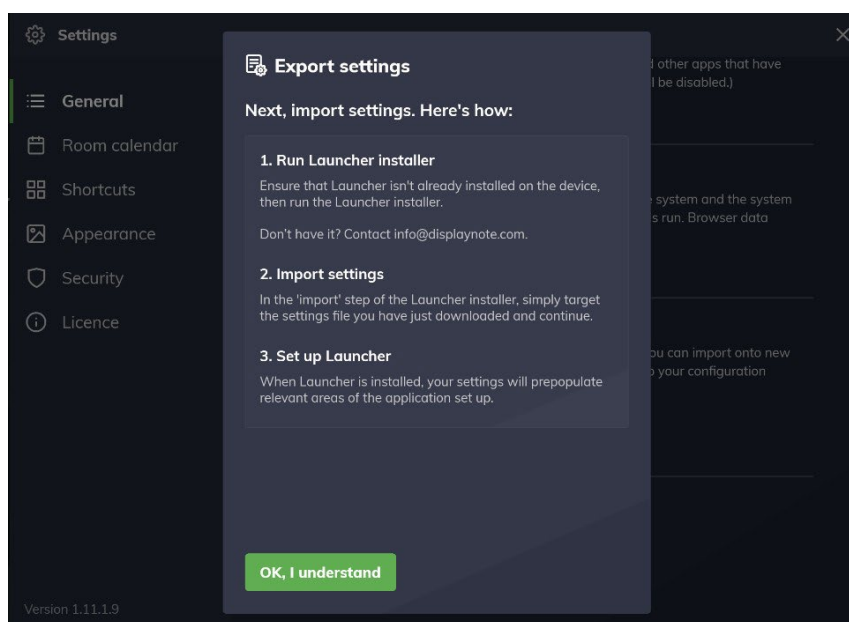 Settings
General
Room calendar
Shortcuts
Appearance
Security
Licence
Version 1.11.1.9
Export settings
Next, import settings. Here's how:
1. Run Launcher installer
Ensure that Launcher isn't already installed on the device,
then run the Launcher installer.
Don't have it? Contact info@displaynote.com.
2. Import settings
In the 'import' step of the Launcher installer, simply target
the settings file you have just downloaded and continue.
3. Set up Launcher
When Launcher is installed, your settings will prepopulate
relevant areas of the application set up.
OK, I understand
other apps that have
be disabled.)
system and the system
run. Browser data
can import onto new
your configuration